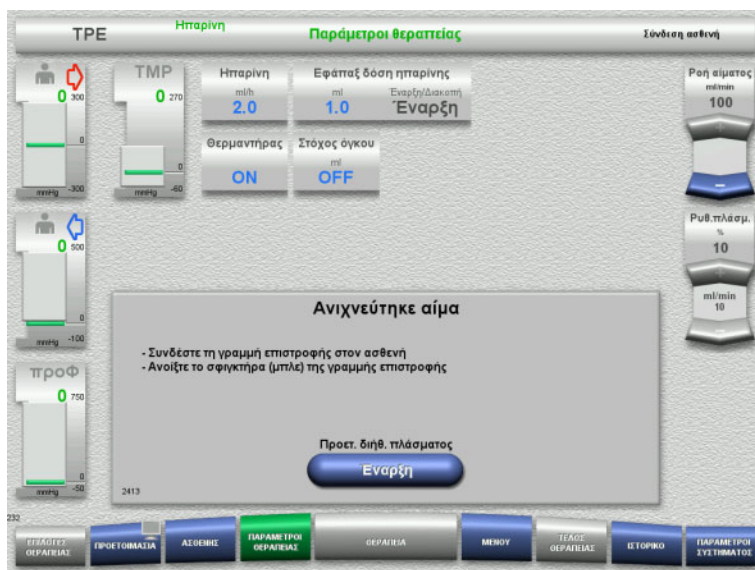 TPE
Ηπαρίνη
Παράμετροι θεραπείας
Σύνδεση ασθενή
0 300
0
mmHg -300
TMP
0 270
0
mmHg -60
Ηπαρίνη
ml/h
2.0
Εφάπαξ δόση ηπαρίνης
ml Έναρξη/Διακοπή
1.0 Έναρξη
Θερμαντήρας
ON
Στόχος όγκου
ml
OFF
Ροή αίματος
ml/min
100
+
-
0 500
0
mmHg -100
Ρυθ.πλάσμ.
%
10
+
ml/min
10
-
προΦ
0 750
0
mmHg -50
Ανιχνεύτηκε αίμα
- Συνδέστε τη γραμμή επιστροφής στον ασθενή
- Ανοίξτε το σφιγκτήρα (μπλε) της γραμμής επιστροφής
Προετ. διήθ. πλάσματος
Έναρξη
2413
232
ΕΠΙΛΟΓΕΣ ΘΕΡΑΠΕΙΑΣ
ΠΡΟΕΤΟΙΜΑΣΙΑ
ΑΣΘΕΝΗΣ
ΠΑΡΑΜΕΤΡΟΙ ΘΕΡΑΠΕΙΑΣ
ΘΕΡΑΠΕΙΑ
ΜΕΝΟΥ
ΤΕΛΟΣ ΘΕΡΑΠΕΙΑΣ
ΙΣΤΟΡΙΚΟ
ΠΑΡΑΜΕΤΡΟΙ ΣΥΣΤΗΜΑΤΟΣ